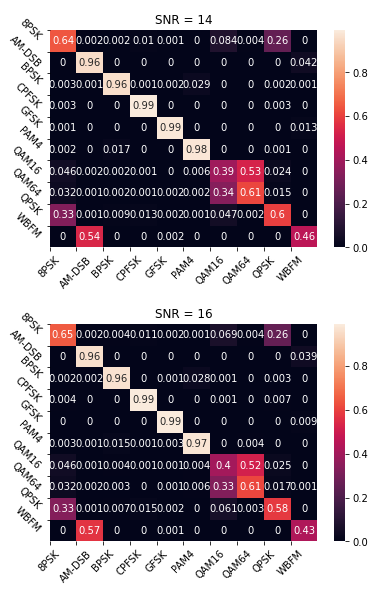 SNR = 14
8PSK 0.64 0.002 0.002 0.01 0.001 0 0.084 0.004 0.26 0
AM-DSB 0 0.96 0 0 0 0 0 0 0 0.042
BPSK 0.003 0.001 0.96 0.001 0.002 0.029 0 0 0.002 0.001
CPFSK 0.003 0 0 0.99 0 0 0 0 0.003 0
GFSK 0.001 0 0 0 0.99 0 0 0 0 0.013
PAM4 0 0 0.017 0 0 0.98 0 0 0.001 0
QAM16 0.046 0.002 0.002 0.001 0 0.006 0.39 0.53 0.024 0
QAM64 0.032 0.001 0.002 0.001 0.002 0.002 0.34 0.61 0.015 0
QPSK 0.33 0.001 0.009 0.013 0.002 0.001 0.047 0.002 0.6 0
WBFM 0 0.54 0 0 0.002 0 0 0 0 0.46
8PSK AM-DSB BPSK CPFSK GFSK PAM4 QAM16 QAM64 QPSK WBFM
0.8
0.6
0.4
0.2
0.0
SNR = 16
8PSK 0.65 0.002 0.004 0.011 0.002 0.001 0.069 0.004 0.26 0
AM-DSB 0 0.96 0 0 0 0 0 0 0 0.039
BPSK 0.002 0.002 0.96 0 0.001 0.028 0.001 0 0.003 0
CPFSK 0.004 0 0 0.99 0 0 0 0.001 0.007 0
GFSK 0 0 0 0 0.99 0 0 0 0 0.009
PAM4 0.003 0.001 0.015 0.001 0.003 0.97 0 0.004 0 0
QAM16 0.046 0.001 0.004 0.001 0.001 0.004 0.4 0.52 0.025 0
QAM64 0.032 0.002 0.003 0 0.001 0.006 0.33 0.61 0.017 0.001
QPSK 0.33 0.001 0.007 0.015 0.002 0 0.061 0.003 0.58 0
WBFM 0 0.57 0 0 0.001 0 0 0 0 0.43
8PSK AM-DSB BPSK CPFSK GFSK PAM4 QAM16 QAM64 QPSK WBFM
0.8
0.6
0.4
0.2
0.0